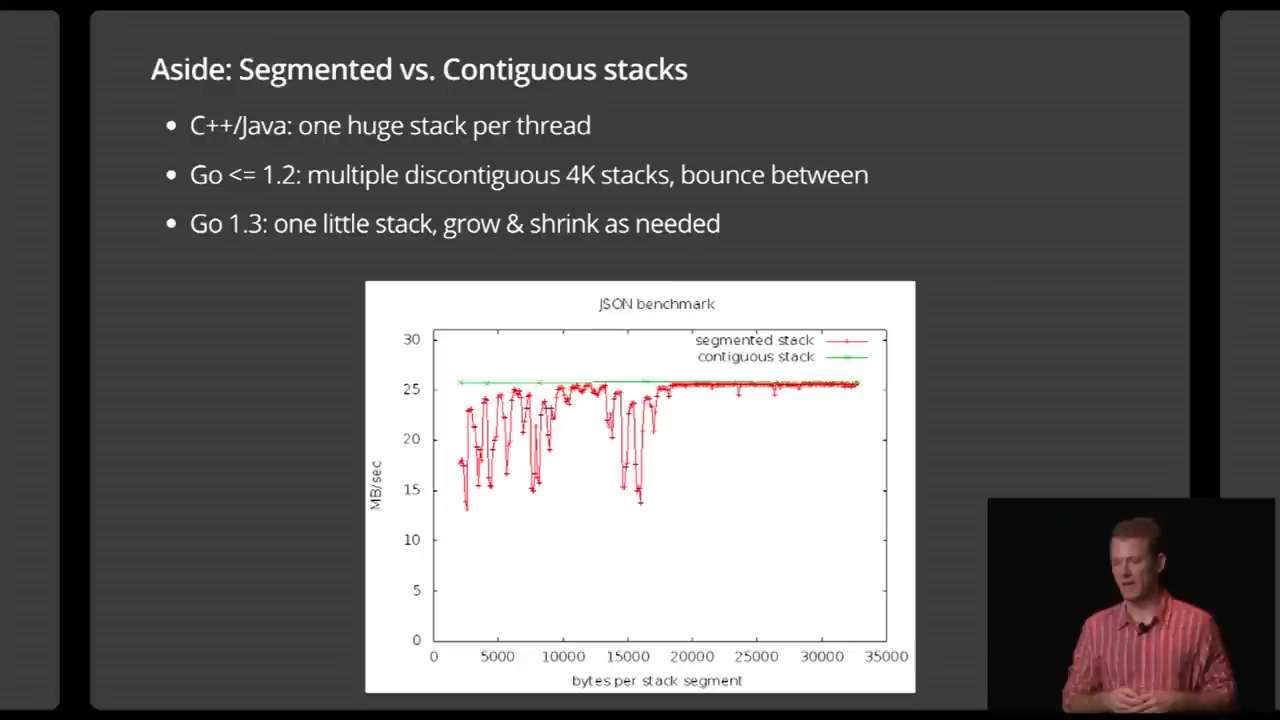 Aside: Segmented vs. Contiguous stacks
• C++/Java: one huge stack per thread
• Go <= 1.2: multiple discontiguous 4K stacks, bounce between
• Go 1.3: one little stack, grow & shrink as needed
JSON benchmark
segmented stack
contiguous stack
30
25
20
15
10
5
0
MB/sec
0 5000 10000 15000 20000 25000 30000 35000
bytes per stack segment